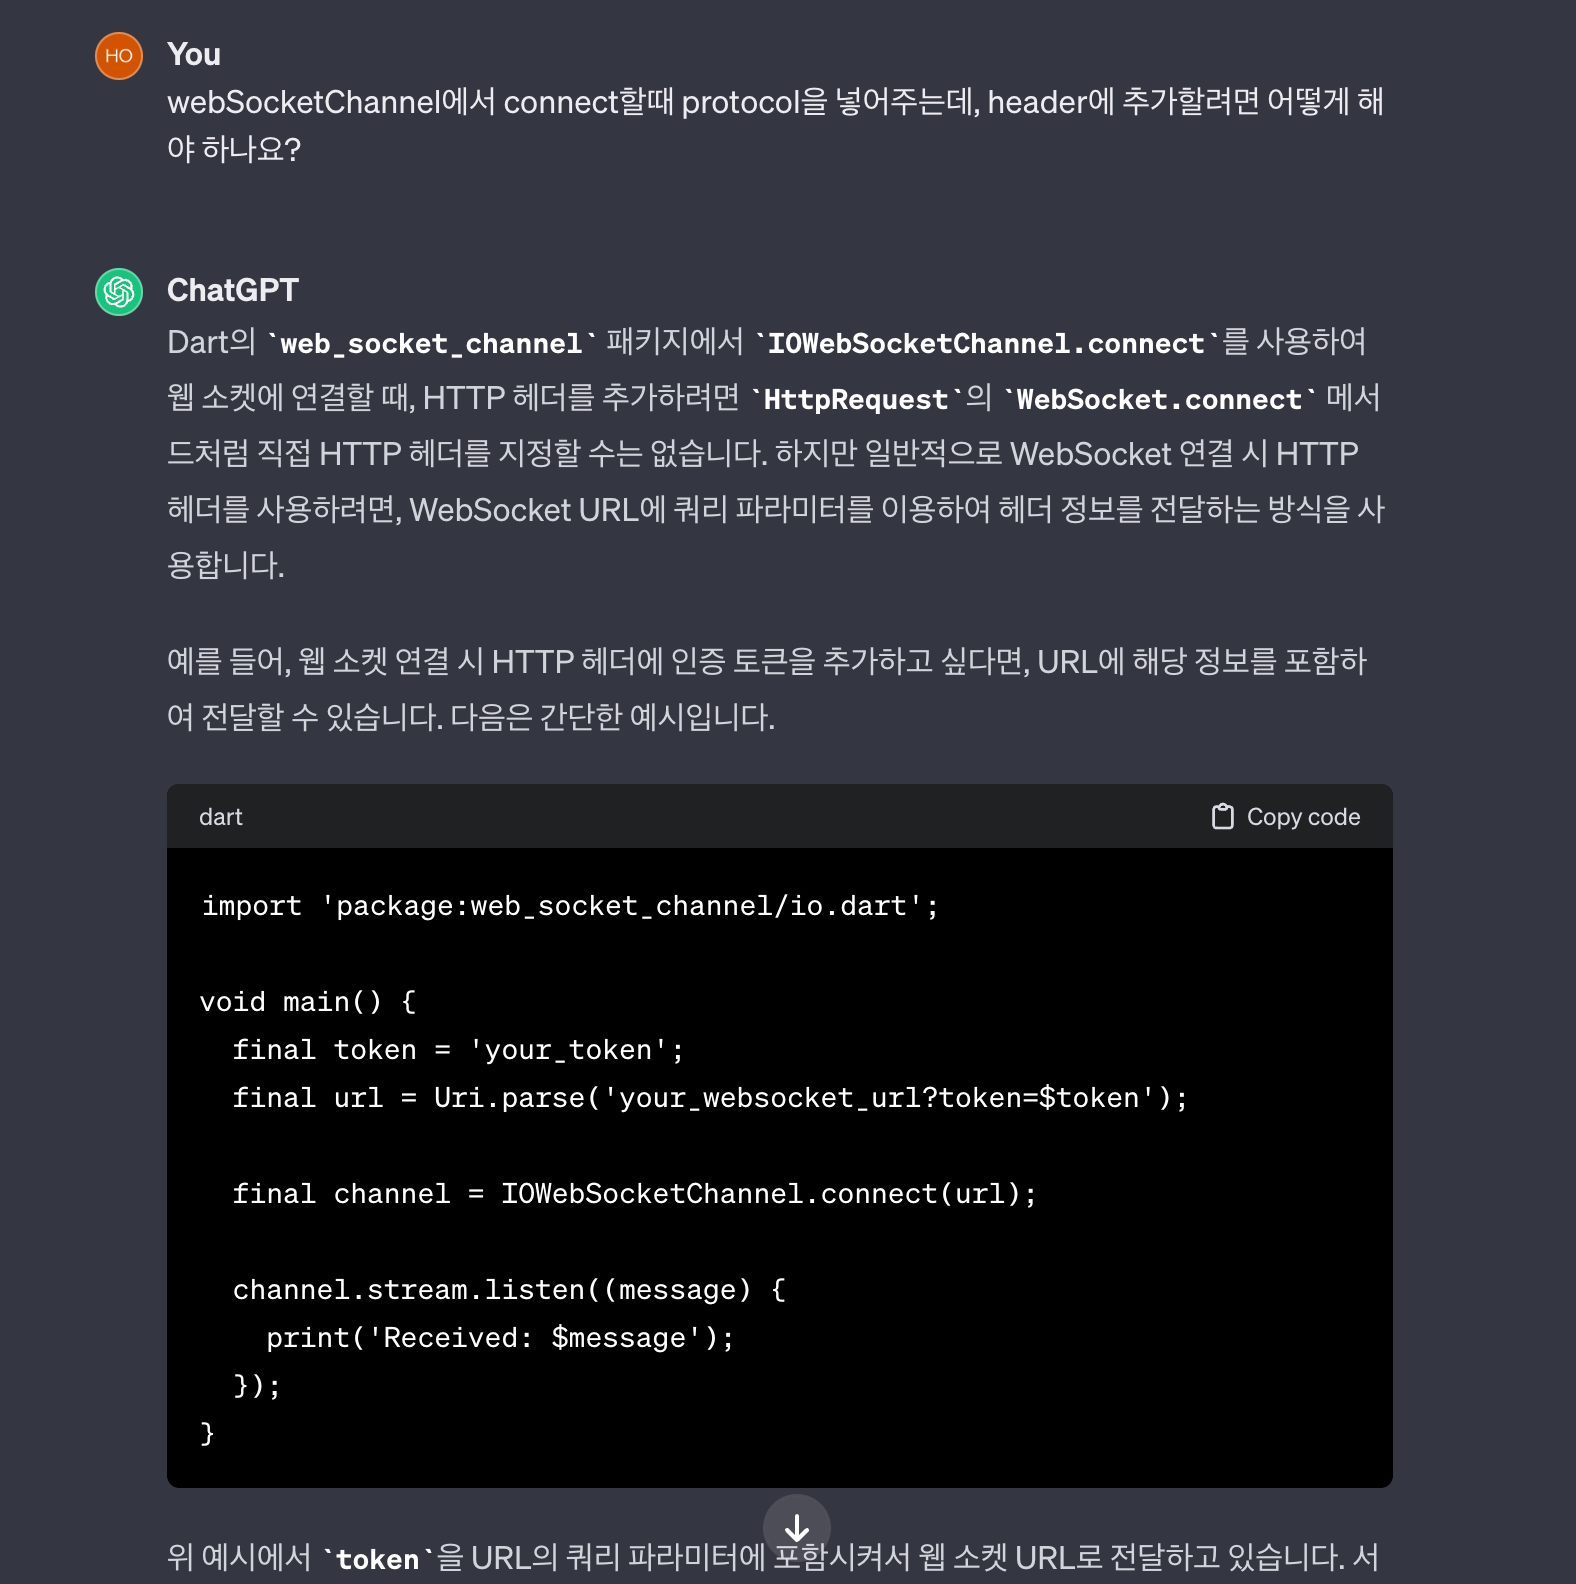 HO
You
webSocketChannel에서 connect할때 protocol을 넣어주는데, header에 추가할려면 어떻게 해
야 하나요?
ChatGPT
Dart의 `web_socket_channel` 패키지에서 `IOWebSocketChannel.connect`를 사용하여
웹 소켓에 연결할 때, HTTP 헤더를 추가하려면 `HttpRequest`의 `WebSocket.connect` 메서
드처럼 직접 HTTP 헤더를 지정할 수는 없습니다. 하지만 일반적으로 WebSocket 연결 시 HTTP
헤더를 사용하려면, WebSocket URL에 쿼리 파라미터를 이용하여 헤더 정보를 전달하는 방식을 사
용합니다.
예를 들어, 웹 소켓 연결 시 HTTP 헤더에 인증 토큰을 추가하고 싶다면, URL에 해당 정보를 포함하
여 전달할 수 있습니다. 다음은 간단한 예시입니다.
dart
Copy code
import 'package:web_socket_channel/io.dart';
void main() {
  final token = 'your_token';
  final url = Uri.parse('your_websocket_url?token=$token');
  final channel = IOWebSocketChannel.connect(url);
  channel.stream.listen((message) {
    print('Received: $message');
  });
}
위 예시에서 `token`을 URL의 쿼리 파라미터에 포함시켜서 웹 소켓 URL로 전달하고 있습니다. 서